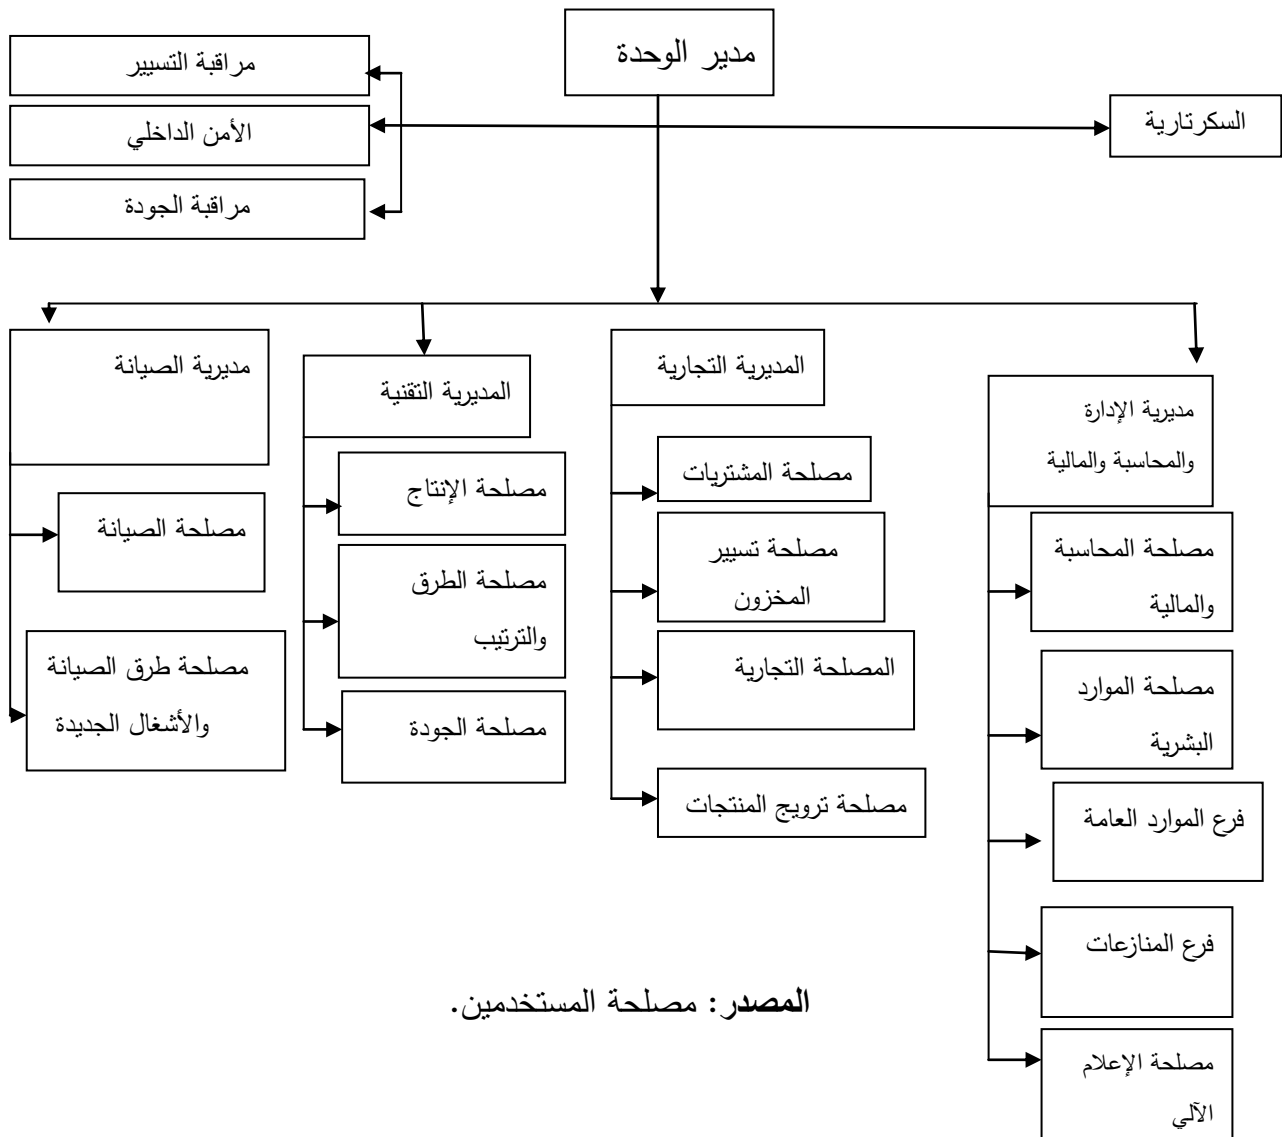 مدير الوحدة
السكرتارية
مراقبة التسيير
الأمن الداخلي
مراقبة الجودة
مديرية الإدارة
والمحاسبة والمالية
مصلحة المحاسبة
والمالية
مصلحة الموارد
البشرية
فرع الموارد العامة
فرع المنازعات
مصلحة الإعلام
الآلي
المديرية التجارية
مصلحة المشتريات
مصلحة تسيير
المخزون
المصلحة التجارية
مصلحة ترويج المنتجات
المديرية التقنية
مصلحة الإنتاج
مصلحة الطرق
والترتيب
مصلحة الجودة
مديرية الصيانة
مصلحة الصيانة
مصلحة طرق الصيانة
والأشغال الجديدة
المصدر: مصلحة المستخدمين.